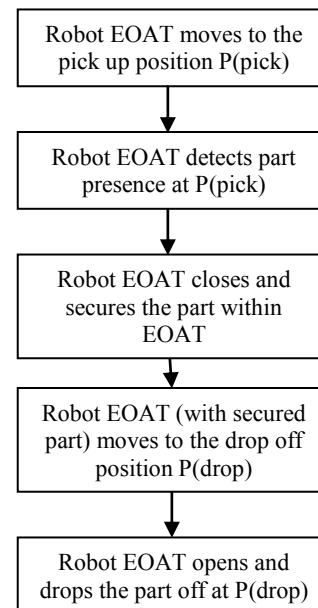 Robot EOAT moves to the
pick up position P(pick)
Robot EOAT detects part
presence at P(pick)
Robot EOAT closes and
secures the part within
EOAT
Robot EOAT (with secured
part) moves to the drop off
position P(drop)
Robot EOAT opens and
drops the part off at P(drop)